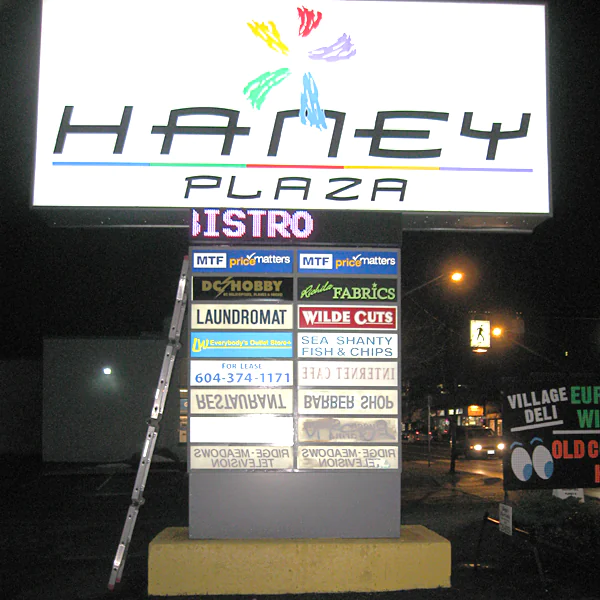 HANEY
PLAZA
BISTRO
MTF pricematters
MTF pricematters
DC HOBBY
FABRICS
LAUNDROMAT
WILDE CUTS
Everybody's Outlet Store
SEA SHANTY
FISH & CHIPS
FOR LEASE
604-374-1171
INTERNET CAFE
RESTAURANT
BARBER SHOP
RIDGE-MEADOWS
TELEVISION
RIDGE-MEADOWS
TELEVISION
VILLAGE
DELI
OLD